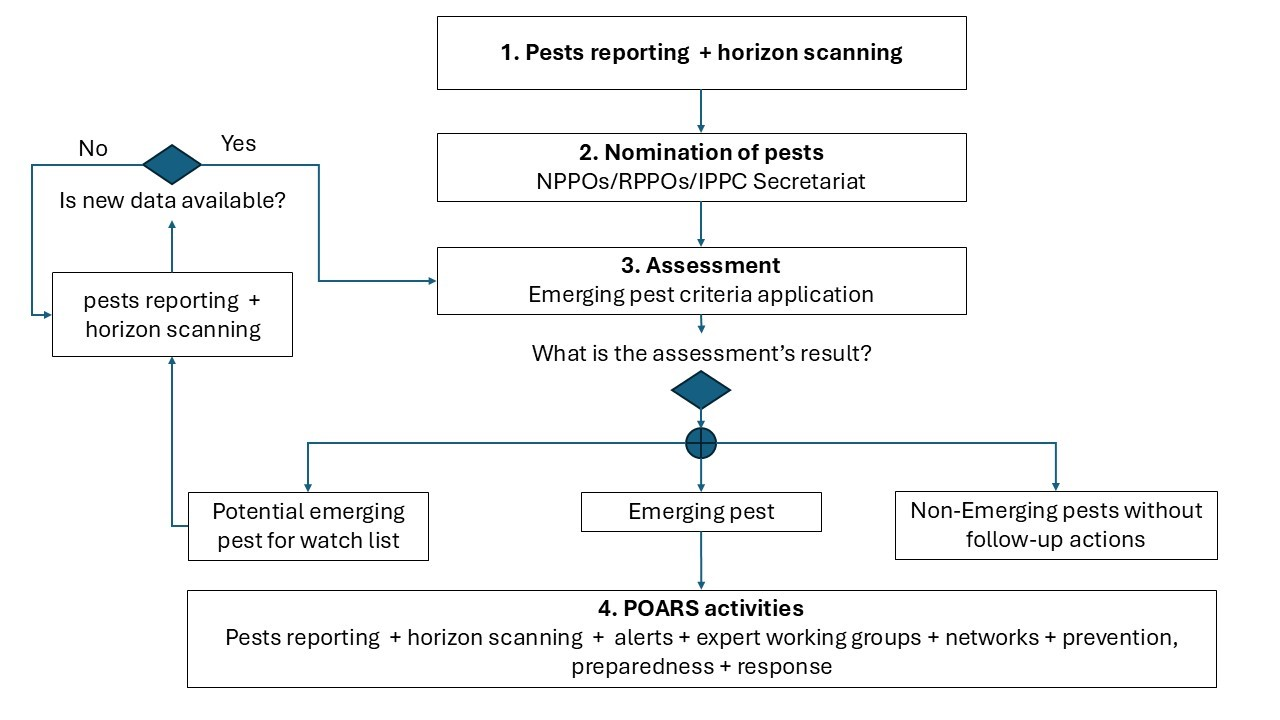 1. Pests reporting + horizon scanning
2. Nomination of pests
NPPOs/RPPOs/IPPC Secretariat
No
Yes
Is new data available?
3. Assessment
Emerging pest criteria application
pests reporting +
horizon scanning
What is the assessment’s result?
Potential emerging
pest for watch list
Emerging pest
Non-Emerging pests without
follow-up actions
4. POARS activities
Pests reporting + horizon scanning + alerts + expert working groups + networks + prevention,
preparedness + response